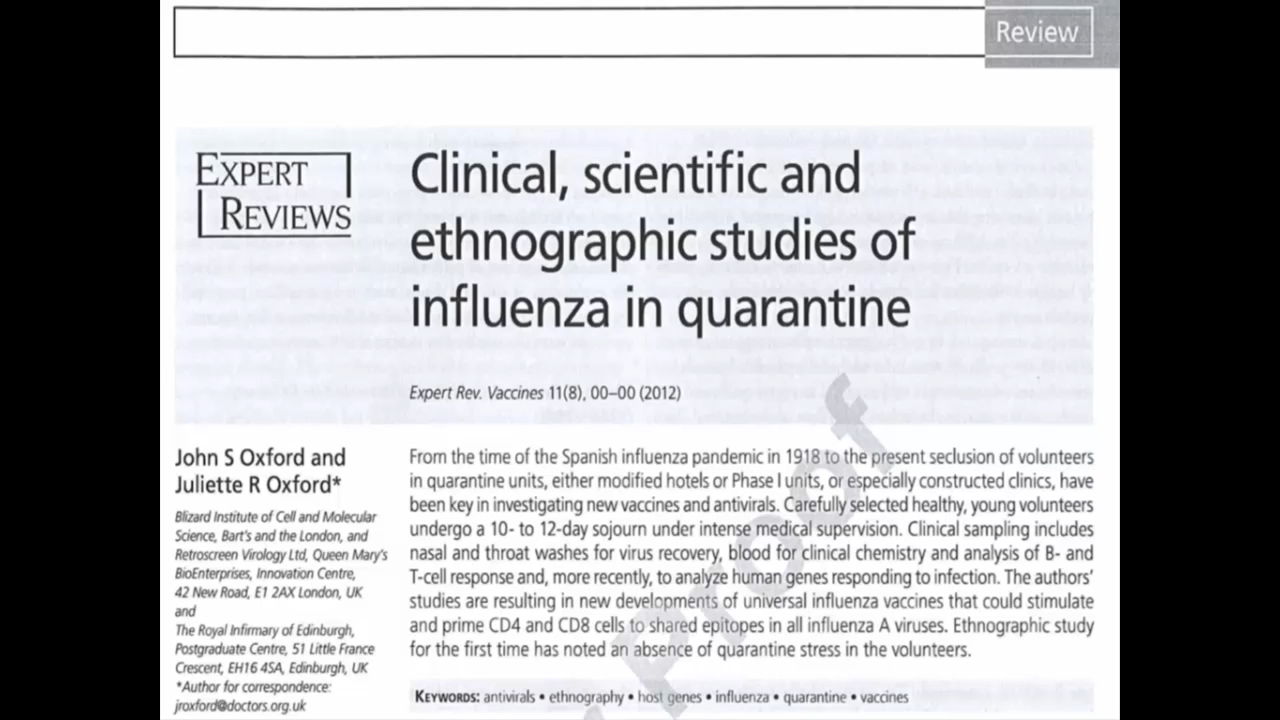 Review
EXPERT
REVIEWS
Clinical, scientific and
ethnographic studies of
influenza in quarantine
Expert Rev. Vaccines 11(8), 00–00 (2012)
John S Oxford and
Juliette R Oxford*
Blizard Institute of Cell and Molecular
Science, Bart's and the London, and
Retroscreen Virology Ltd, Queen Mary's
BioEnterprises, Innovation Centre,
42 New Road, E1 2AX London, UK
and
The Royal Infirmary of Edinburgh,
Postgraduate Centre, 51 Little France
Crescent, EH16 4SA, Edinburgh, UK
*Author for correspondence:
jroxford@doctors.org.uk
From the time of the Spanish influenza pandemic in 1918 to the present seclusion of volunteers
in quarantine units, either modified hotels or Phase I units, or especially constructed clinics, have
been key in investigating new vaccines and antivirals. Carefully selected healthy, young volunteers
undergo a 10- to 12-day sojourn under intense medical supervision. Clinical sampling includes
nasal and throat washes for virus recovery, blood for clinical chemistry and analysis of B- and
T-cell response and, more recently, to analyze human genes responding to infection. The authors'
studies are resulting in new developments of universal influenza vaccines that could stimulate
and prime CD4 and CD8 cells to shared epitopes in all influenza A viruses. Ethnographic study
for the first time has noted an absence of quarantine stress in the volunteers.
KEYWORDS: antivirals • ethnography • host genes • influenza • quarantine • vaccines
Proof